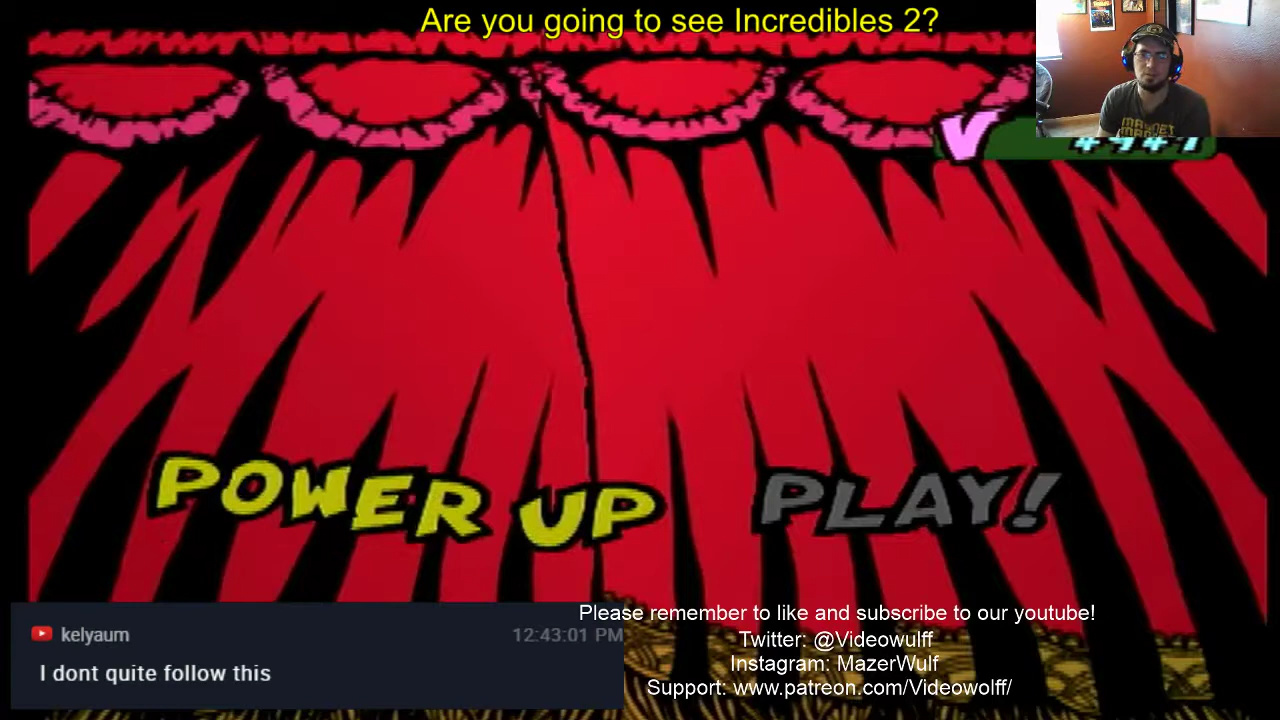 Are you going to see Incredibles 2?
POWER UP PLAY!
kelyaum 12:43:01 PM
I dont quite follow this
Please remember to like and subscribe to our youtube!
Twitter: @Videowulff
Instagram: MazerWulf
Support: www.patreon.com/Videowolff/